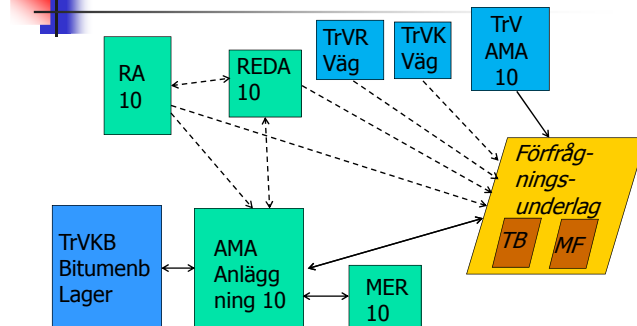 TrVR
Väg
TrVK
Väg
TrV
AMA
10
RA
10
REDA
10
Förfråg-
nings-
underlag
TB
MF
TrVKB
Bitumenb
Lager
AMA
Anlägg
ning 10
MER
10